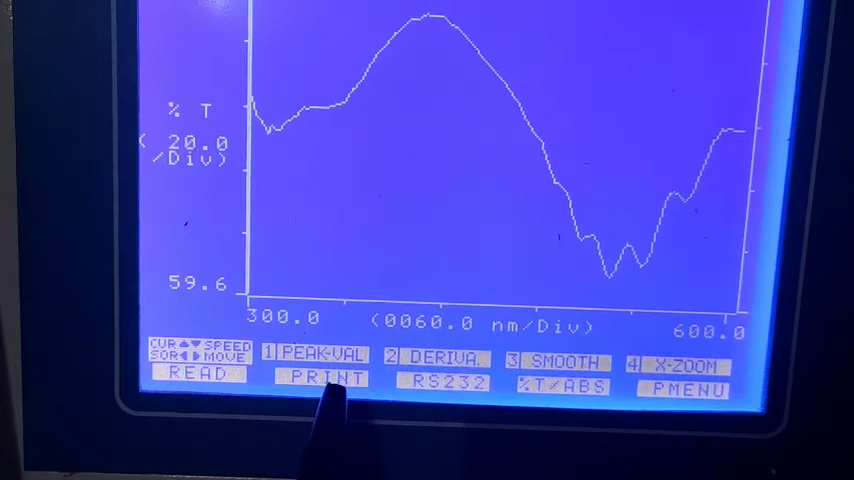 % T
( 20.0
/Div)
59.6
300.0 (0060.0 nm/Div) 600.0
CUR▲▼SPEED 1 PEAK-VAL 2 DERIVA. 3 SMOOTH 4 X-ZOOM
SOR◀▶MOVE
READ PRINT RS232 %T/ABS PMENU